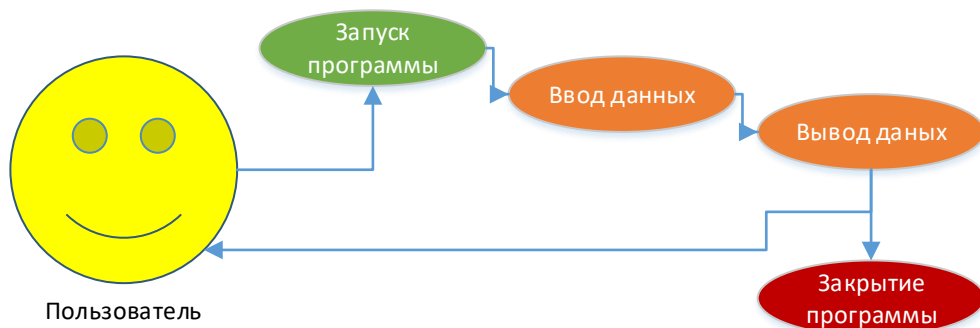 Запуск
программы
Ввод данных
Вывод даных
Закрытие
программы
Пользователь